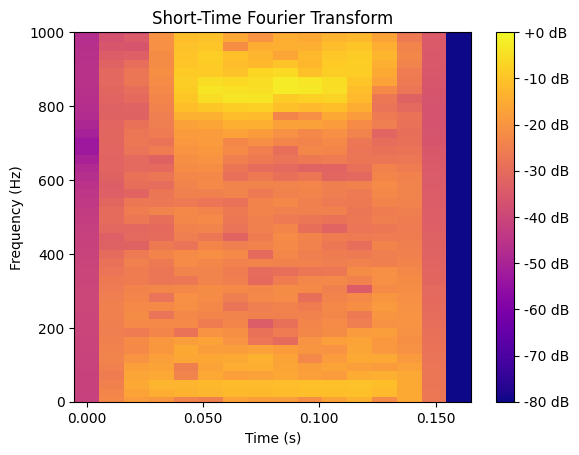 Short-Time Fourier Transform
1000
800
600
400
200
0
Frequency (Hz)
0.000
0.050
0.100
0.150
Time (s)
+0 dB
-10 dB
-20 dB
-30 dB
-40 dB
-50 dB
-60 dB
-70 dB
-80 dB